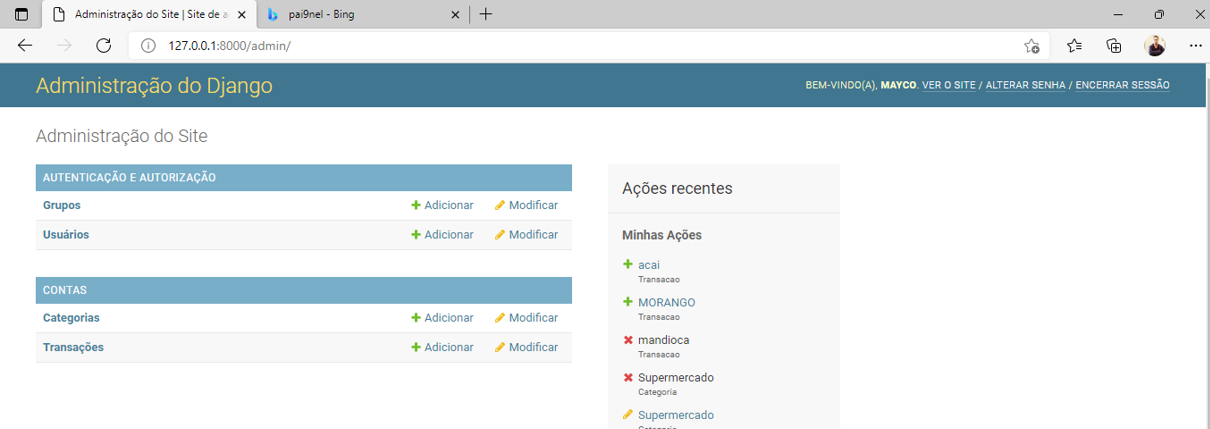 Administração do Site | Site de a
pai9nel - Bing
127.0.0.1:8000/admin/
Administração do Django
BEM-VINDO(A), MAYCO. VER O SITE / ALTERAR SENHA / ENCERRAR SESSÃO
Administração do Site
AUTENTICAÇÃO E AUTORIZAÇÃO
Grupos Adicionar Modificar
Usuários Adicionar Modificar
CONTAS
Categorias Adicionar Modificar
Transações Adicionar Modificar
Ações recentes
Minhas Ações
acai
Transacao
MORANGO
Transacao
mandioca
Transacao
Supermercado
Categoria
Supermercado
Categoria